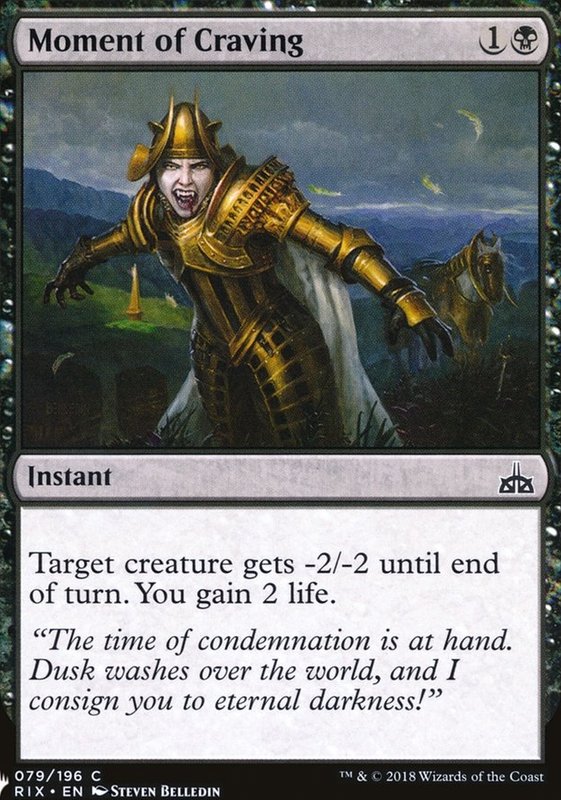 Moment of Craving 1
Instant
Target creature gets -2/-2 until end
of turn. You gain 2 life.
“The time of condemnation is at hand.
Dusk washes over the world, and I
consign you to eternal darkness!”
079/196 C
RIX • EN Steven Belledin
™ & © 2018 Wizards of the Coast